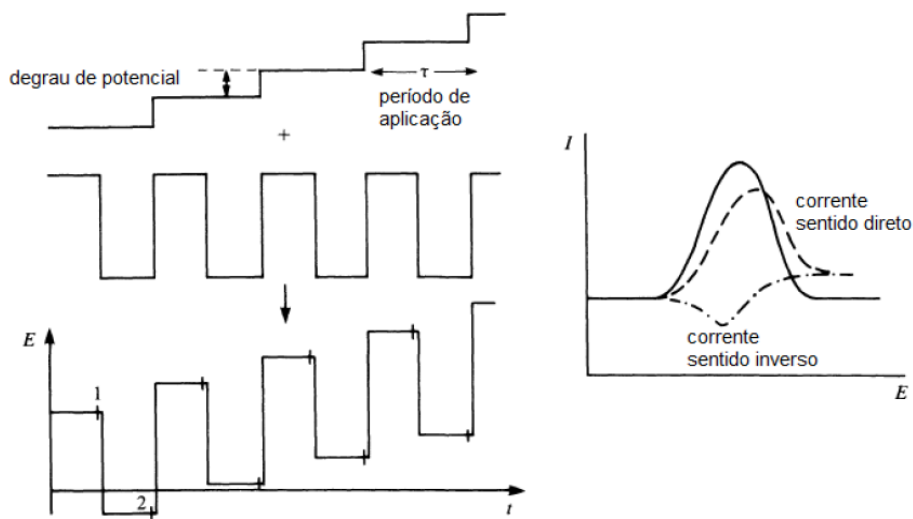 degrau de potencial
τ
período de
aplicação
+
E
1
2
t
I
corrente
sentido direto
corrente
sentido inverso
E